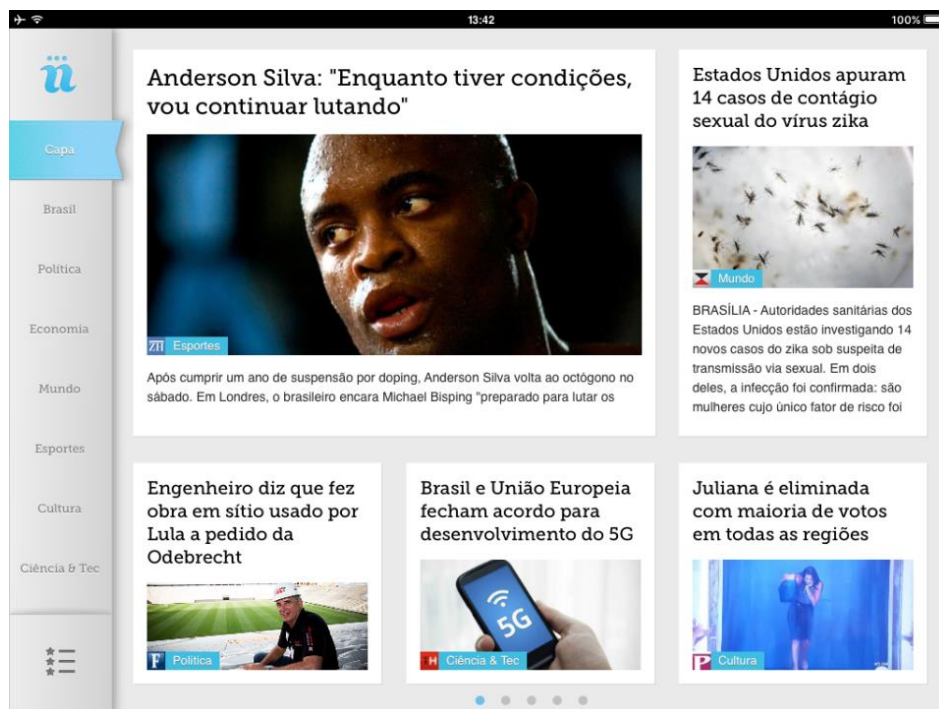 13:42
100%
Capa
Brasil
Política
Economia
Mundo
Esportes
Cultura
Ciência & Tec
Anderson Silva: "Enquanto tiver condições,
vou continuar lutando"
ZH Esportes
Após cumprir um ano de suspensão por doping, Anderson Silva volta ao octógono no
sábado. Em Londres, o brasileiro encara Michael Bisping "preparado para lutar os
Estados Unidos apuram
14 casos de contágio
sexual do vírus zika
Mundo
BRASÍLIA - Autoridades sanitárias dos
Estados Unidos estão investigando 14
novos casos do zika sob suspeita de
transmissão via sexual. Em dois
deles, a infecção foi confirmada: são
mulheres cujo único fator de risco foi
Engenheiro diz que fez
obra em sítio usado por
Lula a pedido da
Odebrecht
F Política
Brasil e União Europeia
fecham acordo para
desenvolvimento do 5G
5G
H Ciência & Tec
Juliana é eliminada
com maioria de votos
em todas as regiões
P Cultura